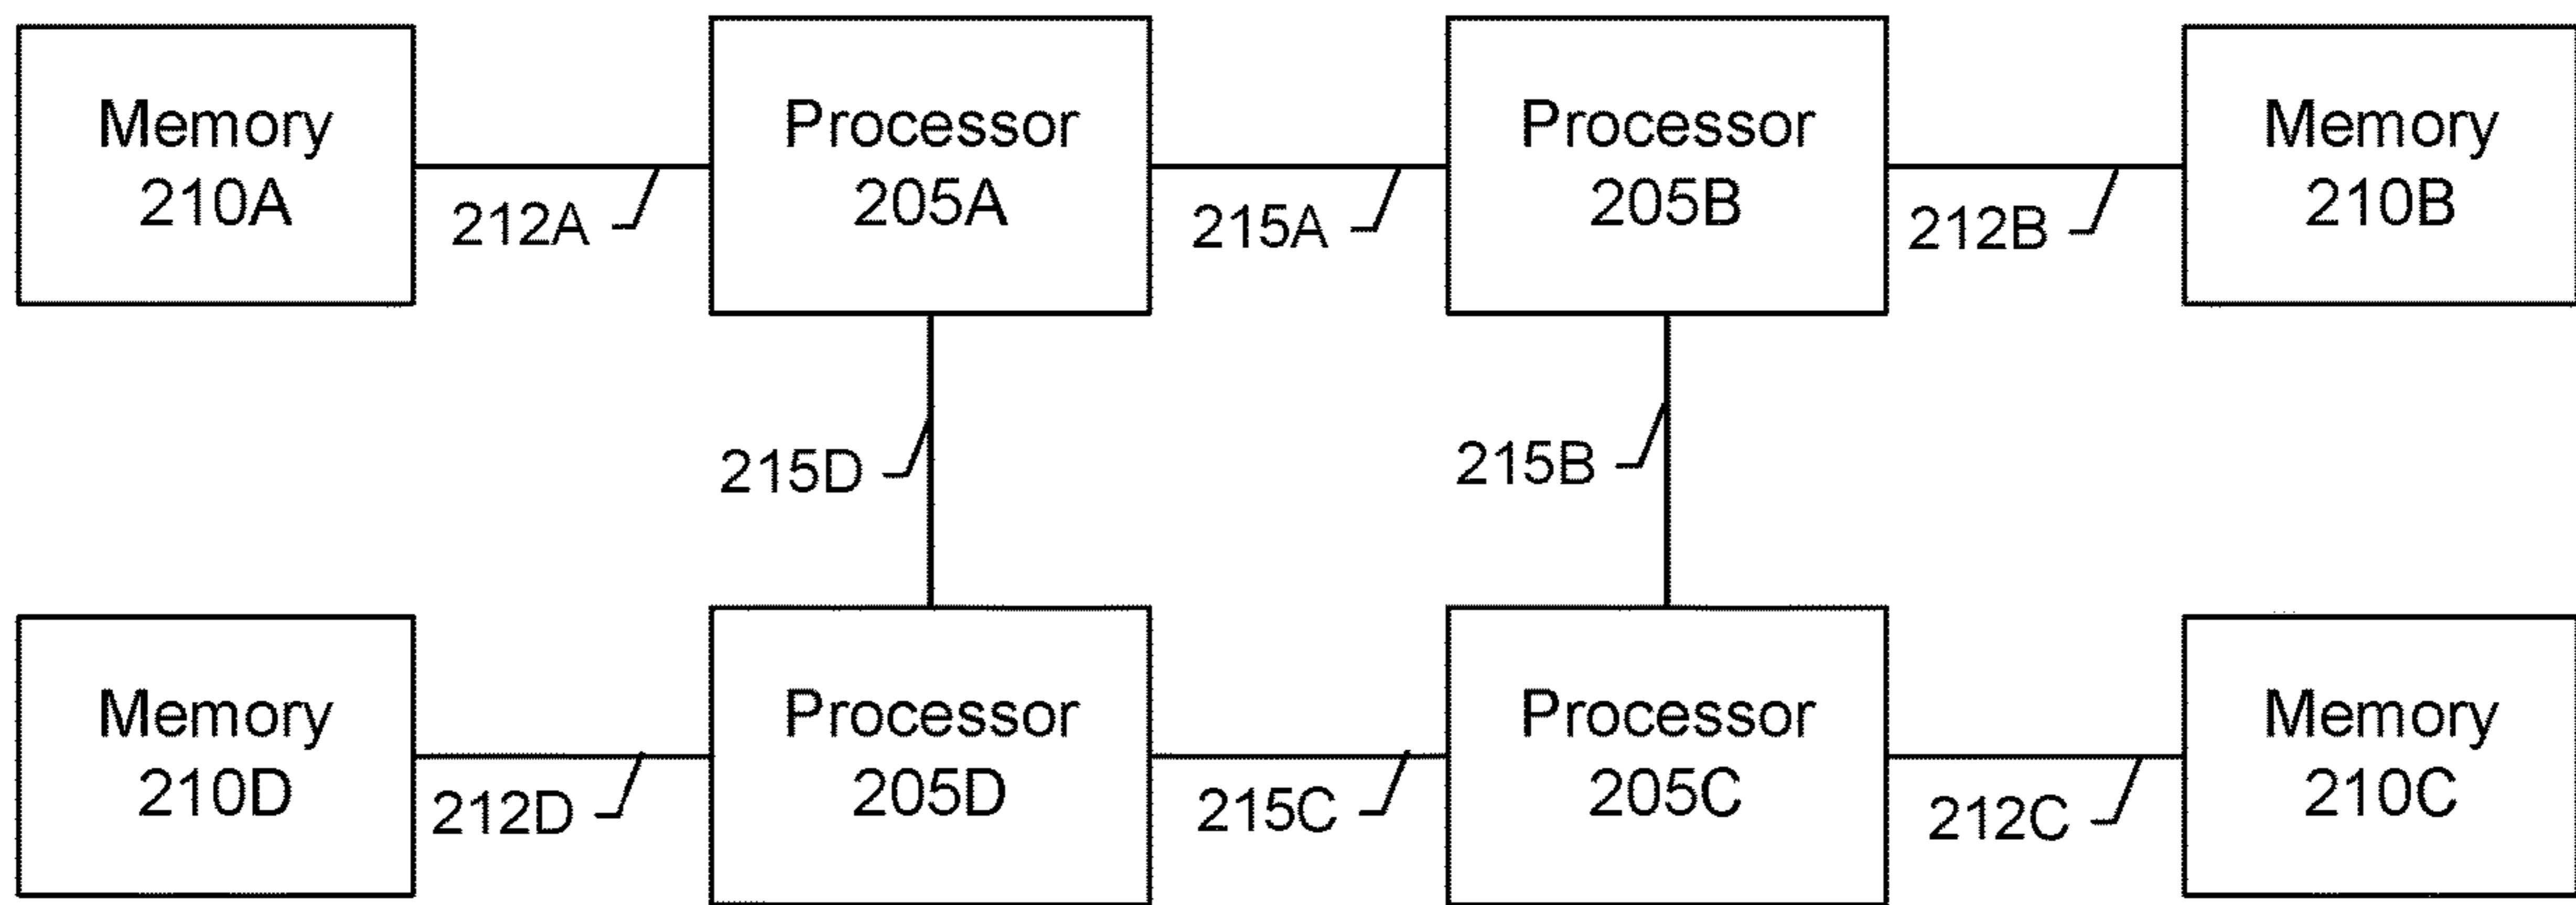 Memory
210A
212A
Processor
205A
215A
Processor
205B
212B
Memory
210B
215D
215B
Memory
210D
212D
Processor
205D
215C
Processor
205C
212C
Memory
210C